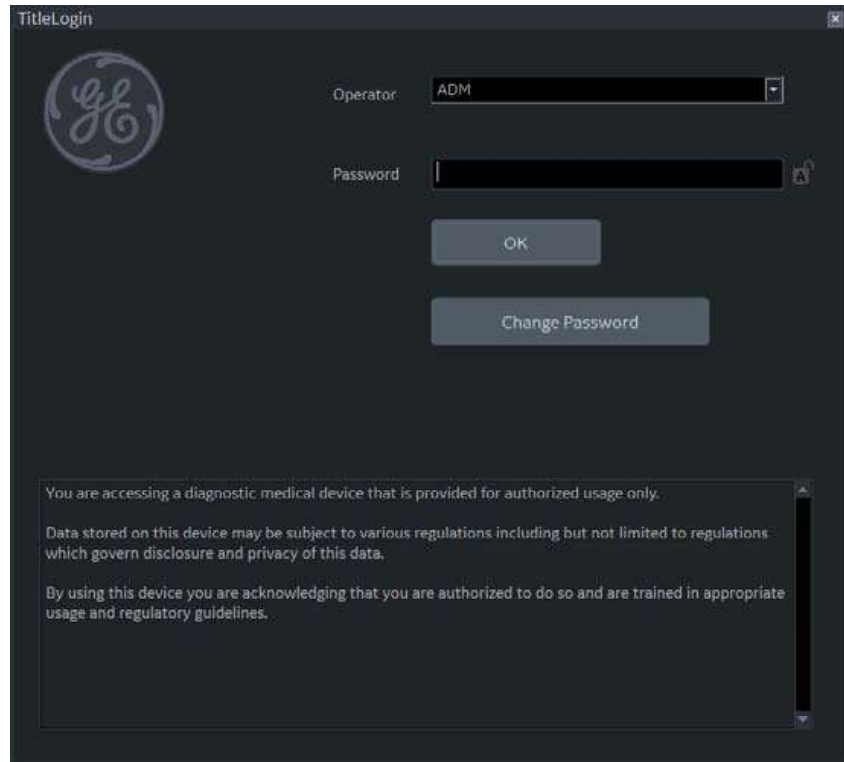 TitleLogin
GE
Operator
ADM
Password
A
OK
Change Password
You are accessing a diagnostic medical device that is provided for authorized usage only.
Data stored on this device may be subject to various regulations including but not limited to regulations
which govern disclosure and privacy of this data.
By using this device you are acknowledging that you are authorized to do so and are trained in appropriate
usage and regulatory guidelines.